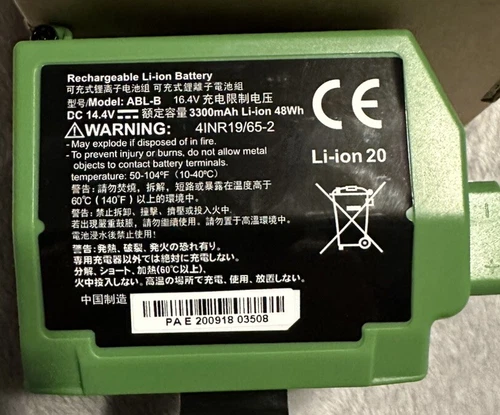 Rechargeable Li-ion Battery
可充式鋰离子电池組 可充式鋰離子電池組
型号/Model: ABL-B 16.4V 充电限制电压
DC 14.4V⎓ 額定容量 3300mAh Li-ion 48Wh
⚠WARNING: 4INR19/65-2
- May explode if disposed of in fire.
- To prevent injury or burns, do not allow metal
objects to contact battery terminals.
temperature: 50-104°F (10-40°C)
警告: 請勿焚燒，拆解，短路或暴露在温度高于
60℃ (140°F) 以上的環境中。
警告: 禁止拆卸、撞擊、擠壓或投入火中。
若出現嚴重鼓脹，請勿繼續使用。請勿置于高溫環境中。
電池浸水後禁止使用！
警告: 発熱、破裂、発火の恐れ有り。
専用充電器以外では絶対に充電しない。
分解、ショート、加熱(60℃以上)、
火中投入しない。高温の場所で充電、使用、放置しない。
中国制造
PA E 200918 03508
CE
Li-ion 20